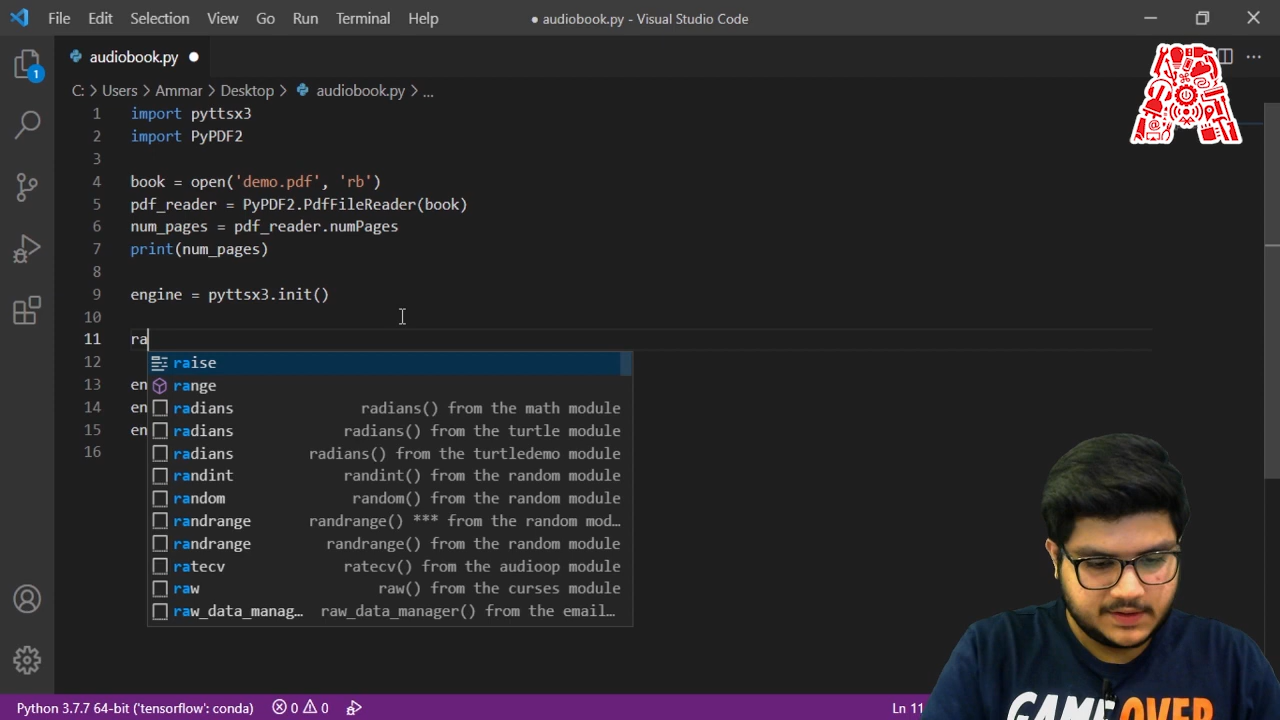 File Edit Selection View Go Run Terminal Help ● audiobook.py - Visual Studio Code
audiobook.py ●
1
C: > Users > Ammar > Desktop > audiobook.py > ...
1 import pyttsx3
2 import PyPDF2
3
4 book = open('demo.pdf', 'rb')
5 pdf_reader = PyPDF2.PdfFileReader(book)
6 num_pages = pdf_reader.numPages
7 print(num_pages)
8
9 engine = pyttsx3.init()
10
11 ra
12 raise
range
13 en
radians radians() from the math module
14 en
radians radians() from the turtle module
15 en
radians radians() from the turtledemo module
16
randint randint() from the random module
random random() from the random module
randrange randrange() *** from the random mod…
randrange randrange() from the random module
ratecv ratecv() from the audioop module
raw raw() from the curses module
raw_data_manag… raw_data_manager() from the email…
GAME OVER
Python 3.7.7 64-bit ('tensorflow': conda) 0 0 Ln 11